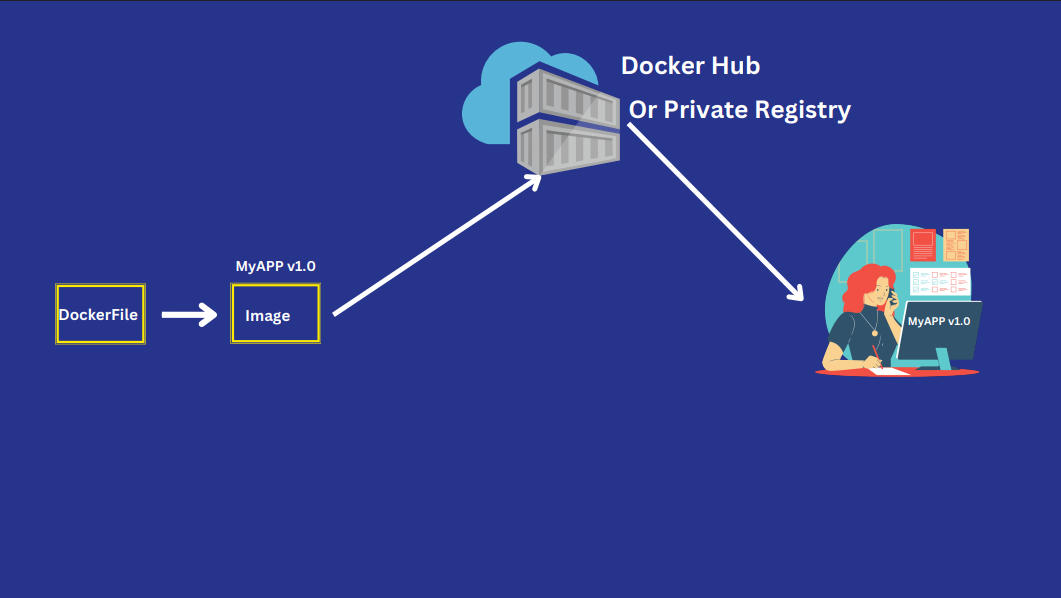 Docker Hub
Or Private Registry
MyAPP v1.0
DockerFile
Image
MyAPP v1.0